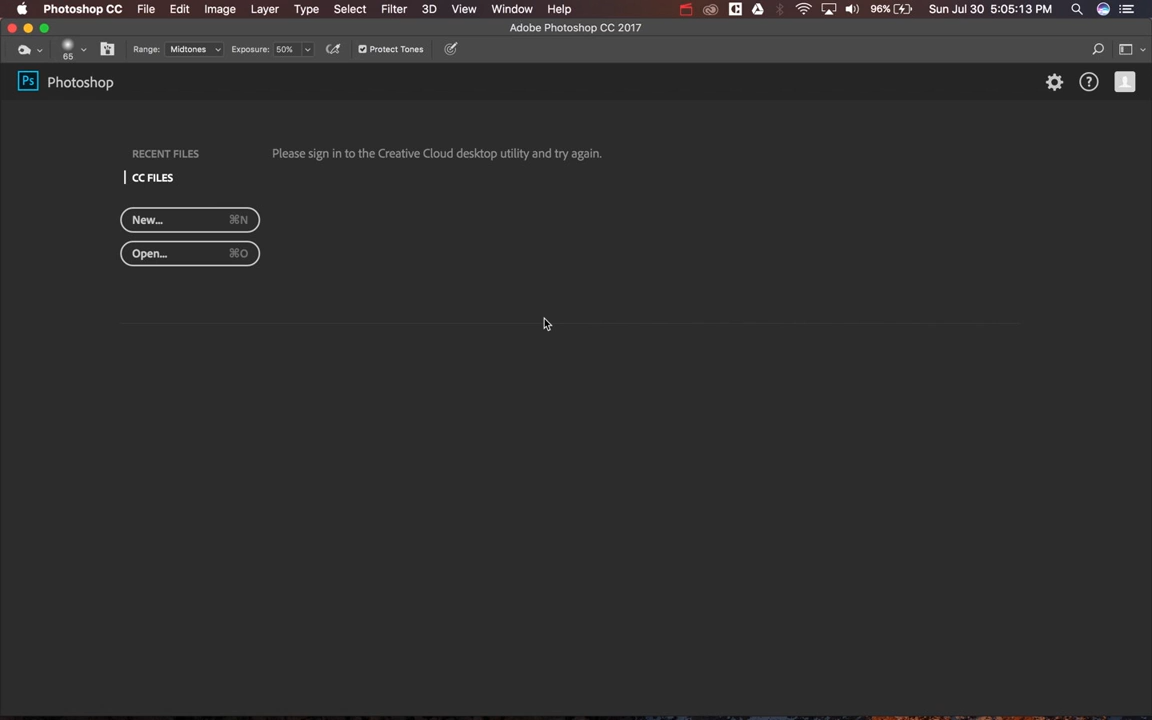 Photoshop CC File Edit Image Layer Type Select Filter 3D View Window Help 96% Sun Jul 30 5:05:13 PM
Adobe Photoshop CC 2017
65 Range: Midtones Exposure: 50% Protect Tones
Ps Photoshop
RECENT FILES
Please sign in to the Creative Cloud desktop utility and try again.
CC FILES
New... ⌘N
Open... ⌘O